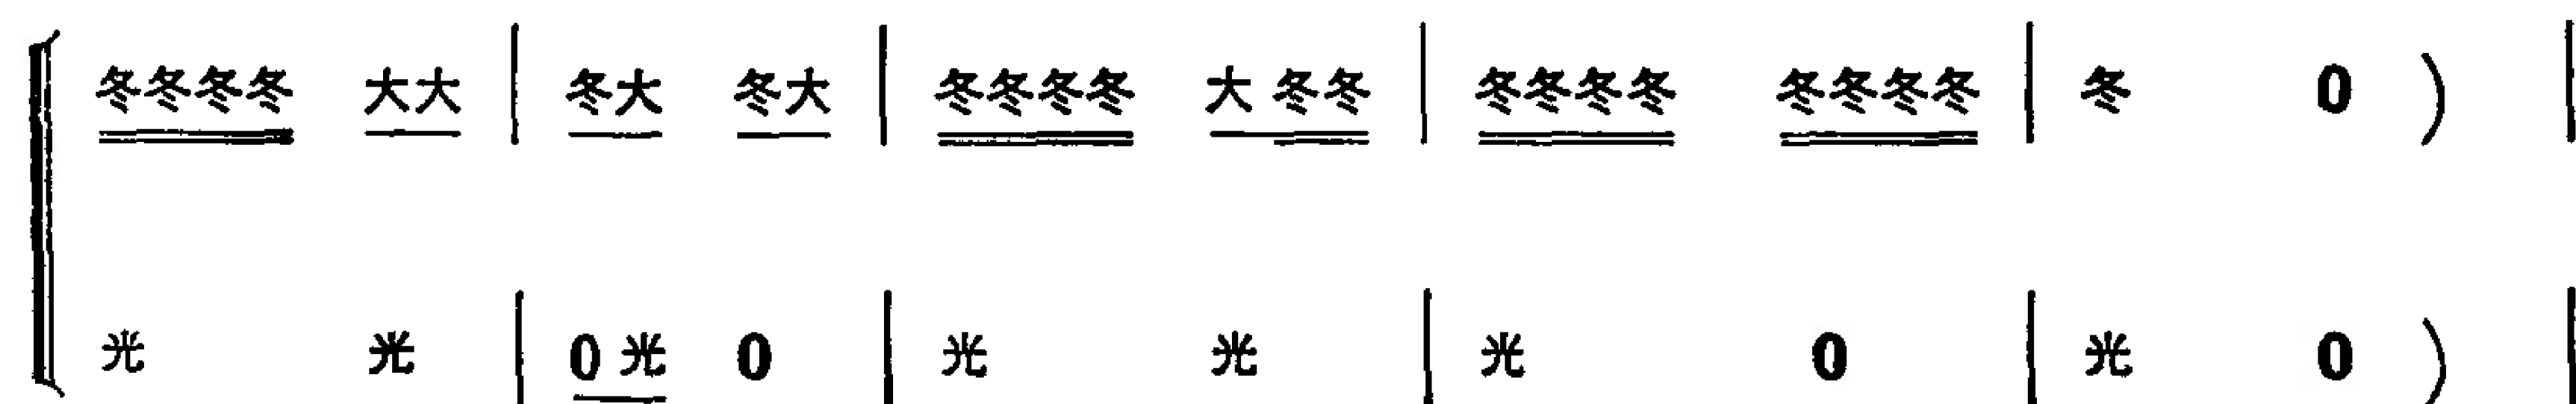 冬冬冬冬 大大 | 冬大 冬大 | 冬冬冬冬 大 冬冬 | 冬冬冬冬 冬冬冬冬 | 冬 0 ) |
光 光 | 0光 0 | 光 光 | 光 0 | 光 0 ) |